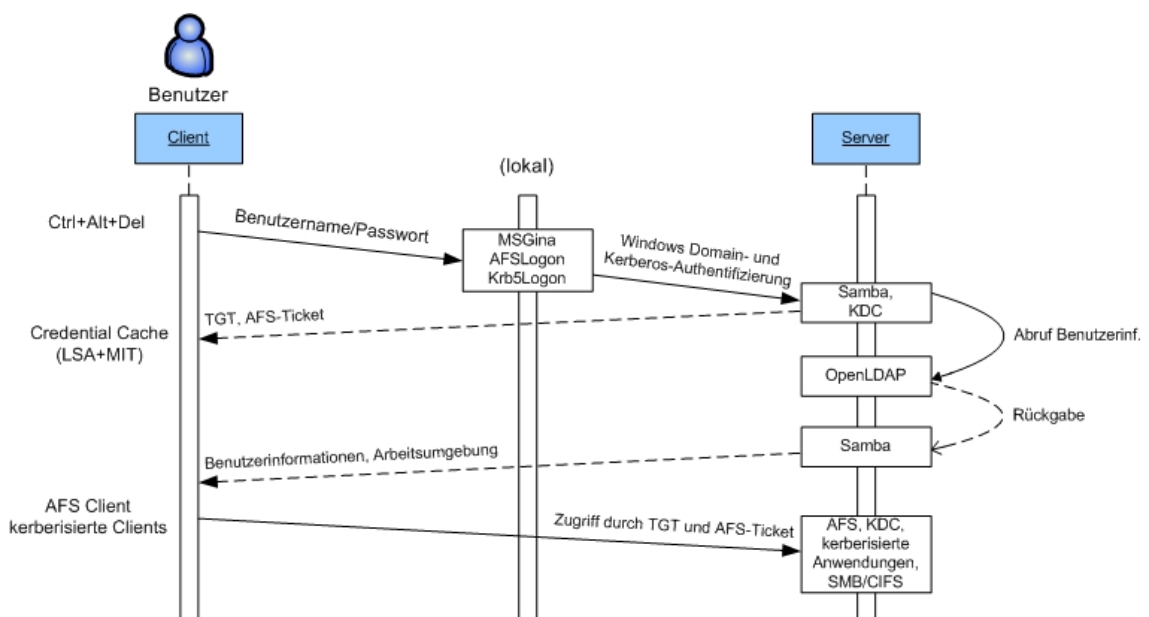 Benutzer
Client
Server
(lokal)
Ctrl+Alt+Del
Benutzername/Passwort
MSGina
AFSLogon
Krb5Logon
Windows Domain- und
Kerberos-Authentifizierung
Samba,
KDC
TGT, AFS-Ticket
Credential Cache
(LSA+MIT)
Abruf Benutzerinf.
OpenLDAP
Rückgabe
Samba
Benutzerinformationen, Arbeitsumgebung
AFS Client
kerberisierte Clients
Zugriff durch TGT und AFS-Ticket
AFS, KDC,
kerberisierte
Anwendungen,
SMB/CIFS